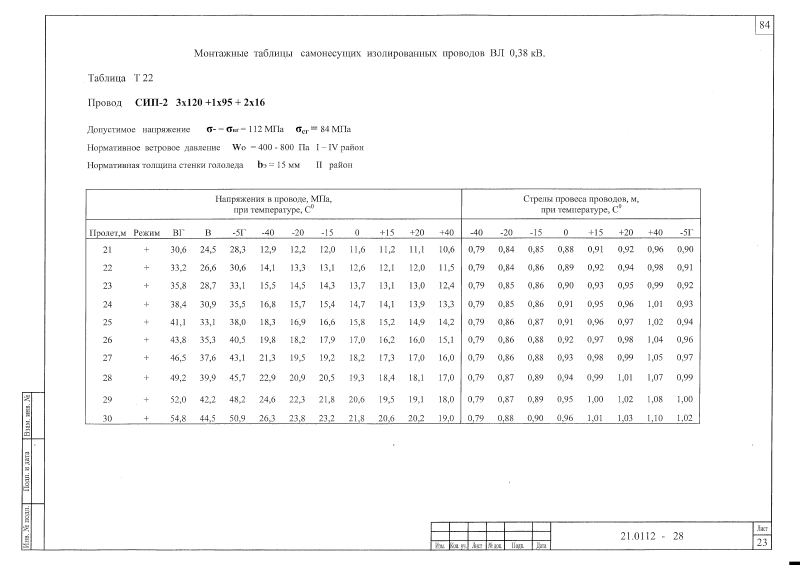 84
Монтажные таблицы самонесущих изолированных проводов ВЛ 0,38 кВ.
Таблица Т 22
Провод СИП-2 3х120 +1х95 + 2х16
Допустимое напряжение σ- = σнг = 112 МПа σсг = 84 МПа
Нормативное ветровое давление Wo = 400 - 800 Па I – IV район
Нормативная толщина стенки гололеда bэ = 15 мм II район
Напряжения в проводе, МПа, Стрелы провеса проводов, м,
при температуре, С⁰ при температуре, С⁰
Пролет,м Режим ВГ В -5Г -40 -20 -15 0 +15 +20 +40 -40 -20 -15 0 +15 +20 +40 -5Г
21 + 30,6 24,5 28,3 12,9 12,2 12,0 11,6 11,2 11,1 10,6 0,79 0,84 0,85 0,88 0,91 0,92 0,96 0,90
22 + 33,2 26,6 30,6 14,1 13,3 13,1 12,6 12,1 12,0 11,5 0,79 0,84 0,86 0,89 0,92 0,94 0,98 0,91
23 + 35,8 28,7 33,1 15,5 14,5 14,3 13,7 13,1 13,0 12,4 0,79 0,85 0,86 0,90 0,93 0,95 0,99 0,92
24 + 38,4 30,9 35,5 16,8 15,7 15,4 14,7 14,1 13,9 13,3 0,79 0,85 0,86 0,91 0,95 0,96 1,01 0,93
25 + 41,1 33,1 38,0 18,3 16,9 16,6 15,8 15,2 14,9 14,2 0,79 0,86 0,87 0,91 0,96 0,97 1,02 0,94
26 + 43,8 35,3 40,5 19,8 18,2 17,9 17,0 16,2 16,0 15,1 0,79 0,86 0,88 0,92 0,97 0,98 1,04 0,96
27 + 46,5 37,6 43,1 21,3 19,5 19,2 18,2 17,3 17,0 16,0 0,79 0,86 0,88 0,93 0,98 0,99 1,05 0,97
28 + 49,2 39,9 45,7 22,9 20,9 20,5 19,3 18,4 18,1 17,0 0,79 0,87 0,89 0,94 0,99 1,01 1,07 0,99
29 + 52,0 42,2 48,2 24,6 22,3 21,8 20,6 19,5 19,1 18,0 0,79 0,87 0,89 0,95 1,00 1,02 1,08 1,00
30 + 54,8 44,5 50,9 26,3 23,8 23,2 21,8 20,6 20,2 19,0 0,79 0,88 0,90 0,96 1,01 1,03 1,10 1,02
Взам. инв. №
Подп. и дата
Инв. № подл.
Изм. Кол. уч. Лист № док. Подп. Дата
21.0112 - 28
Лист
23